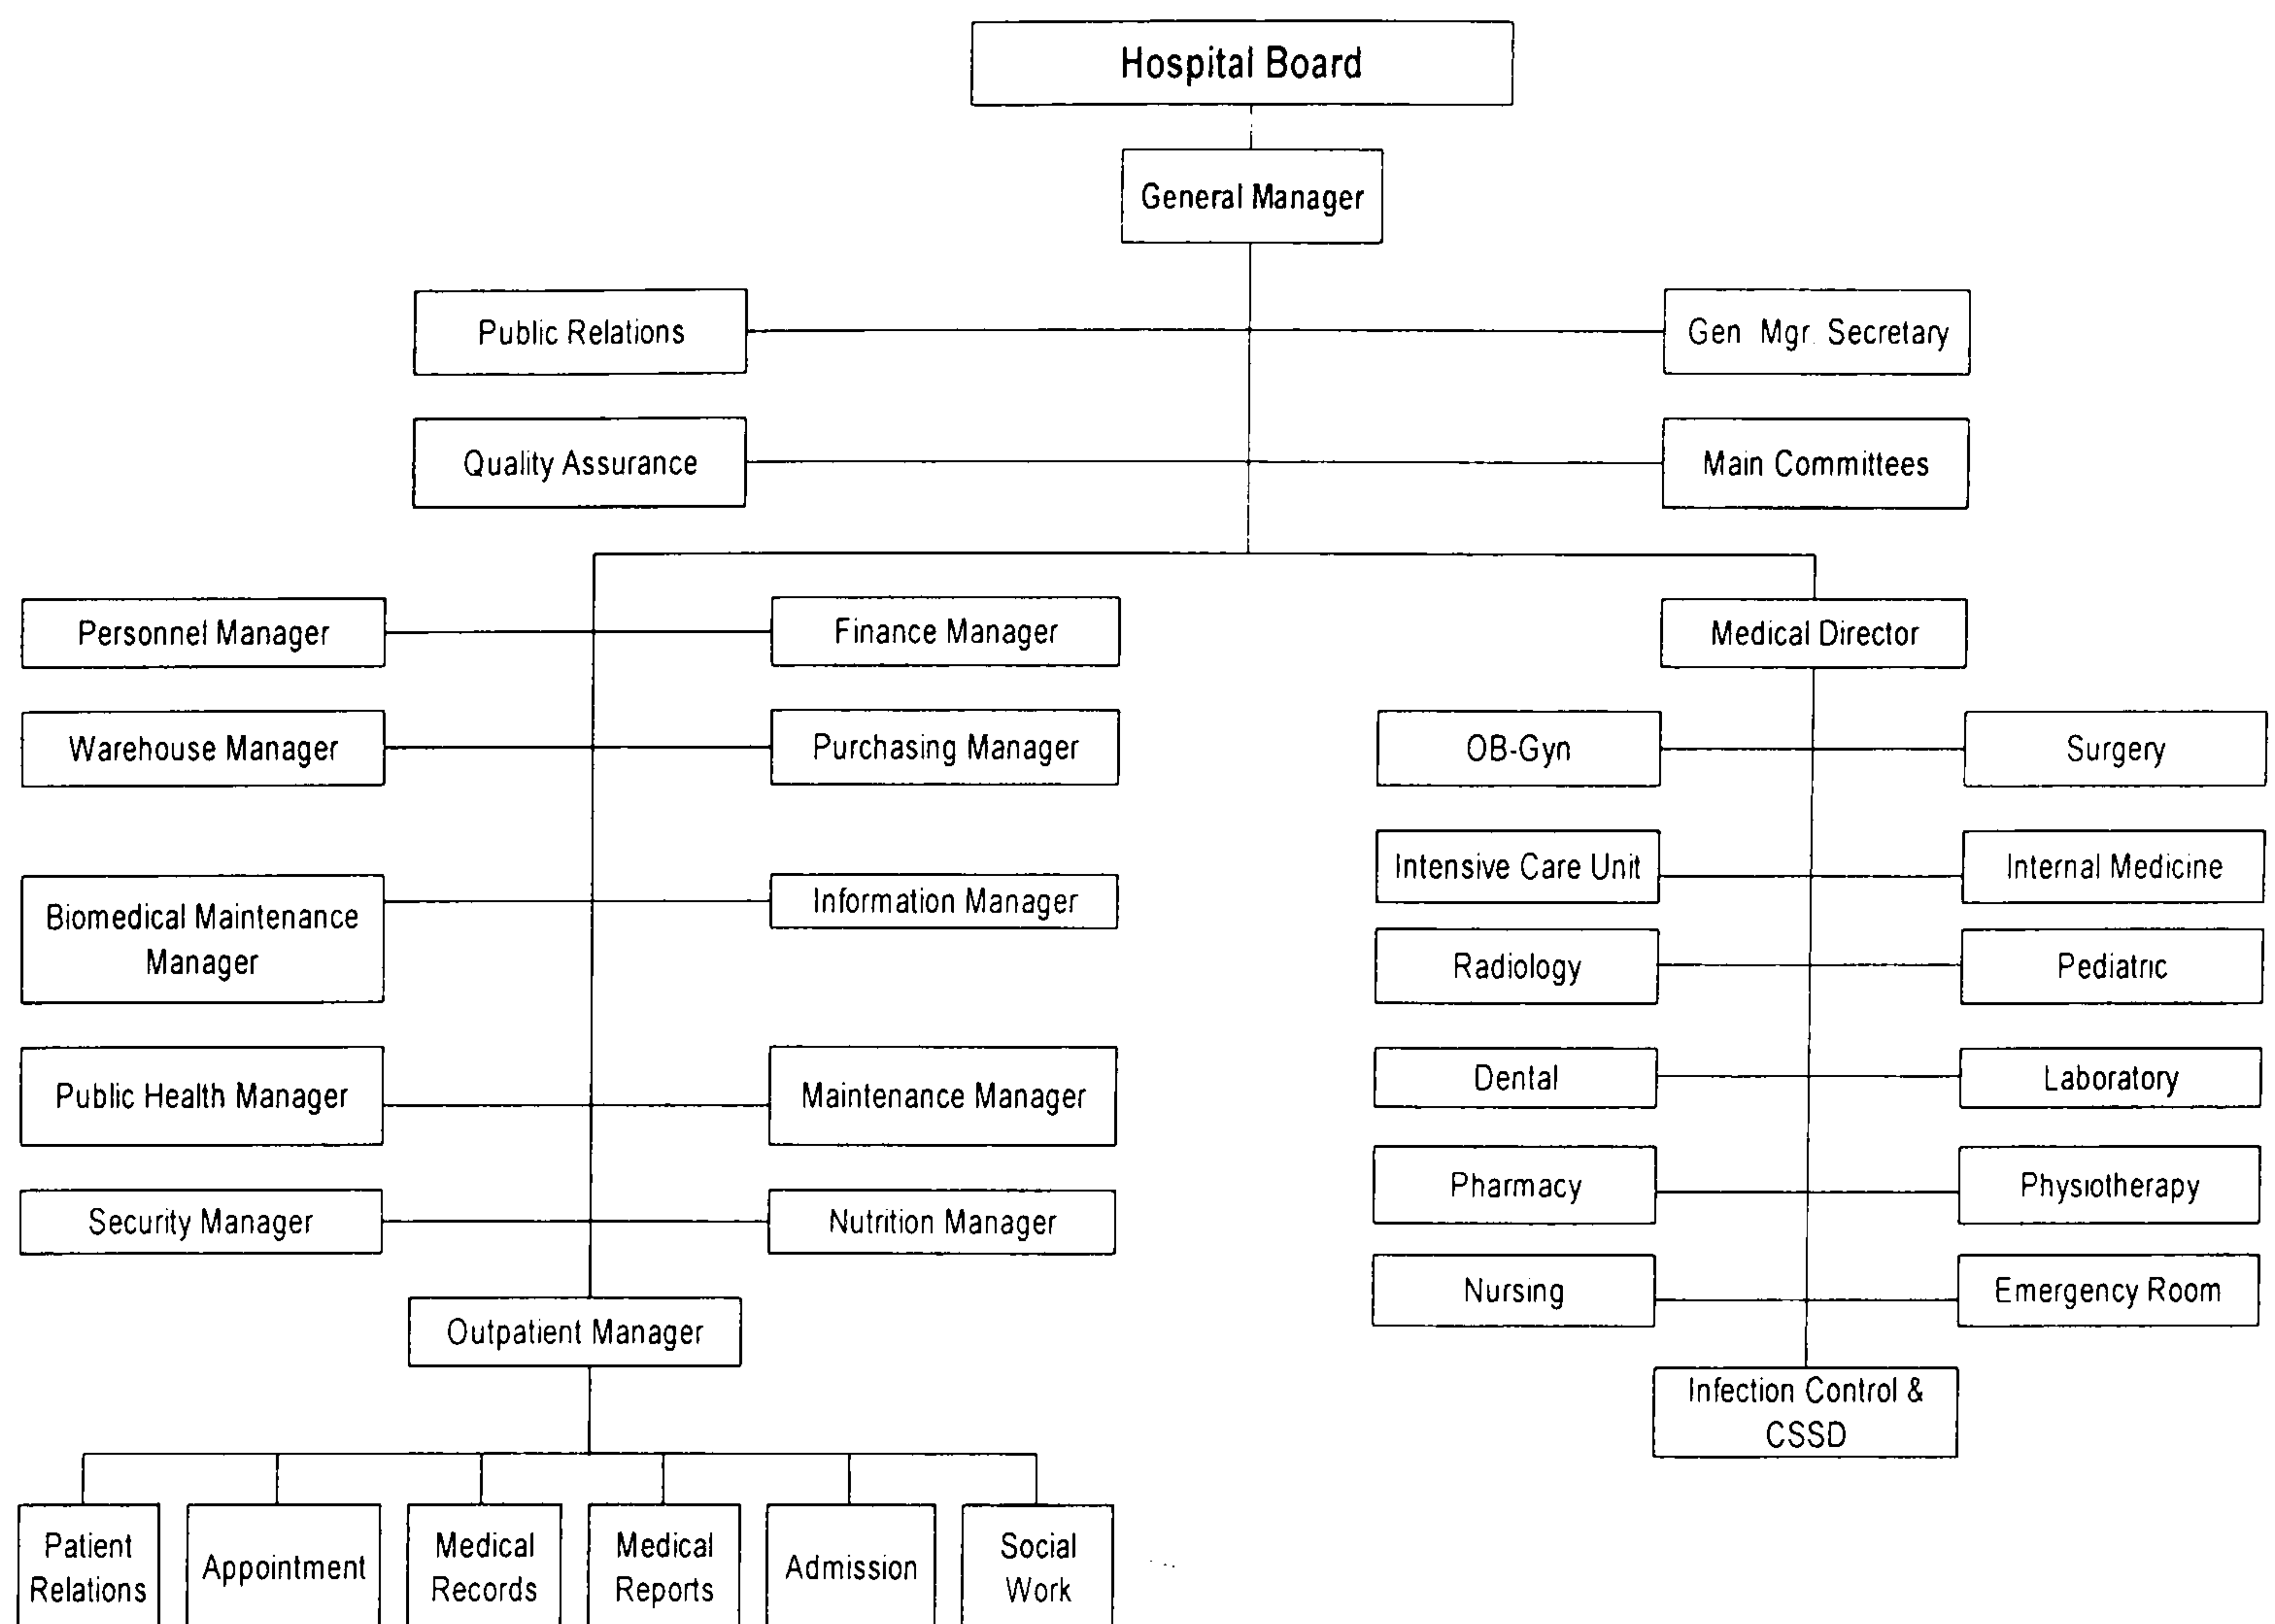 Hospital Board
General Manager
Public Relations
Gen Mgr. Secretary
Quality Assurance
Main Committees
Personnel Manager
Finance Manager
Medical Director
Warehouse Manager
Purchasing Manager
OB-Gyn
Surgery
Intensive Care Unit
Internal Medicine
Biomedical Maintenance
Manager
Information Manager
Radiology
Pediatric
Public Health Manager
Maintenance Manager
Dental
Laboratory
Pharmacy
Physiotherapy
Security Manager
Nutrition Manager
Nursing
Emergency Room
Outpatient Manager
Infection Control &
CSSD
Patient
Relations
Appointment
Medical
Records
Medical
Reports
Admission
Social
Work